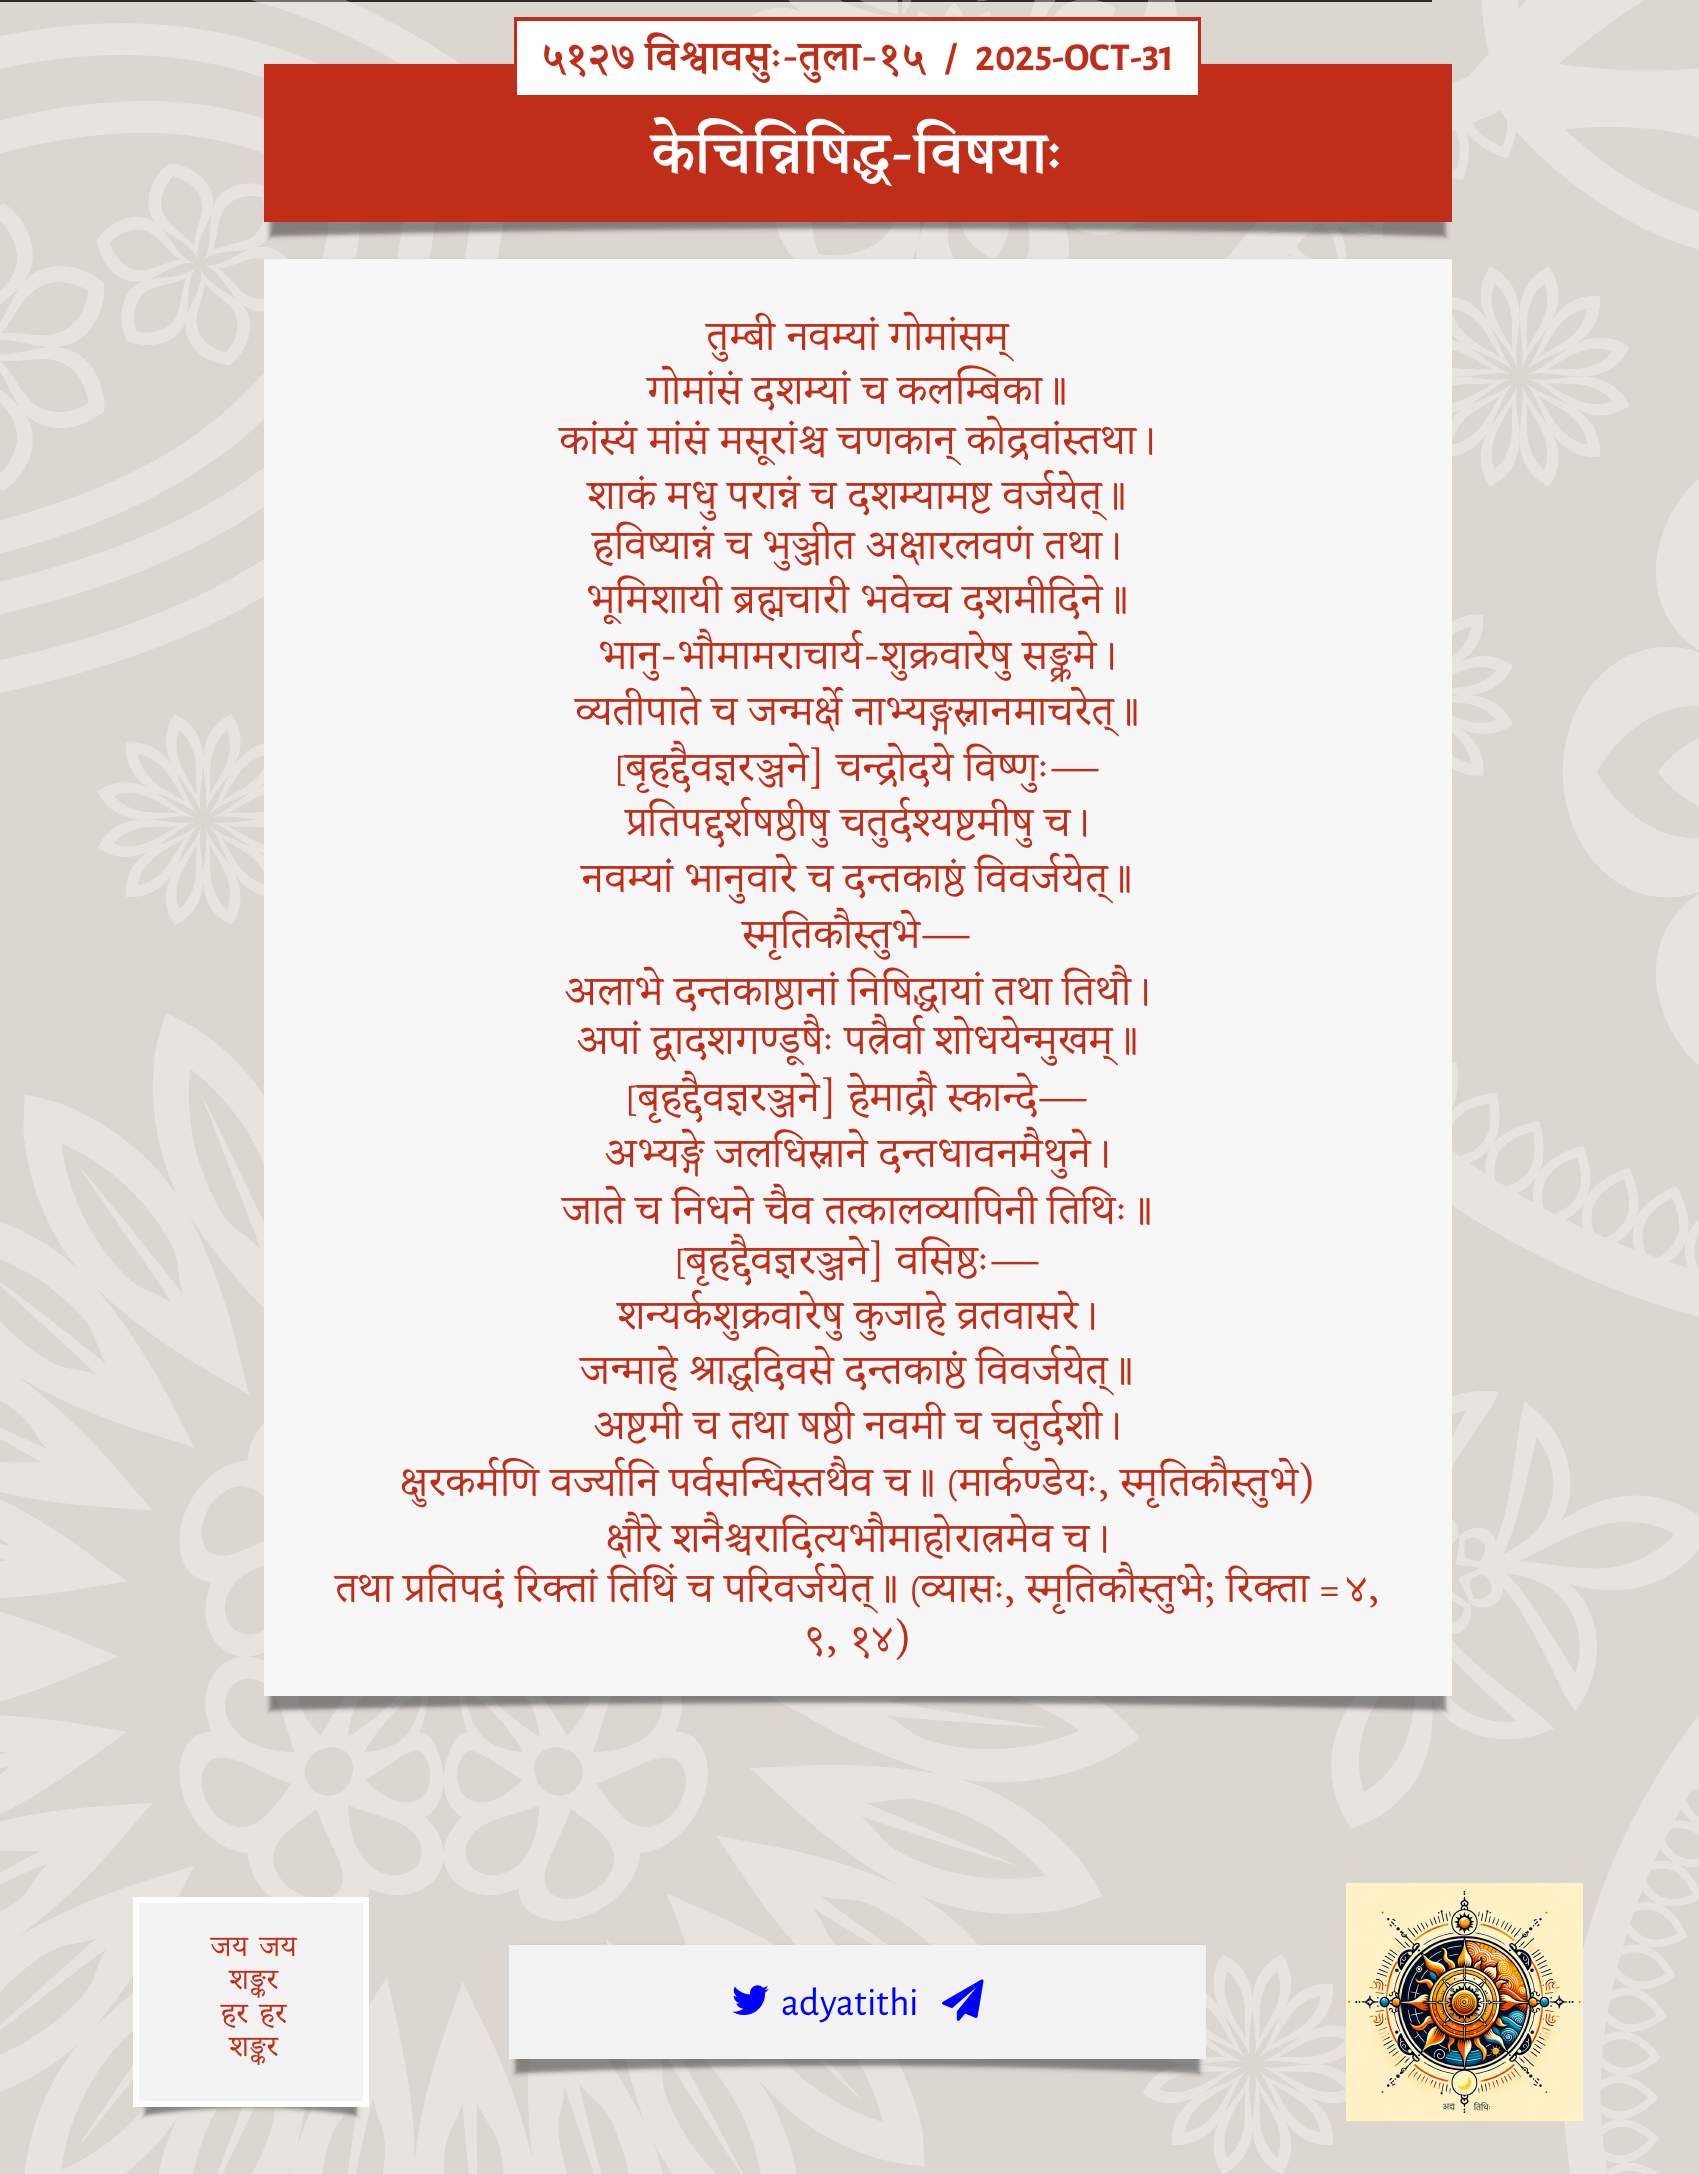 ५१२७ विश्वावसुः-तुला-१५ / 2025-OCT-31
केचिन्निषिद्ध-विषयाः
तुम्बी नवम्यां गोमांसम्
गोमांसं दशम्यां च कलम्बिका॥
कांस्यं मांसं मसूरांश्च चणकान् कोद्रवांस्तथा।
शाकं मधु परान्नं च दशम्यामष्ट वर्जयेत्॥
हविष्यान्नं च भुञ्जीत अक्षारलवणं तथा।
भूमिशायी ब्रह्मचारी भवेच्च दशमीदिने॥
भानु-भौमामराचार्य-शुक्रवारेषु सङ्क्रमे।
व्यतीपाते च जन्मर्क्षे नाभ्यङ्गस्नानमाचरेत्॥
[बृहद्दैवज्ञरञ्जने] चन्द्रोदये विष्णुः—
प्रतिपद्दर्शषष्ठीषु चतुर्दश्यष्टमीषु च।
नवम्यां भानुवारे च दन्तकाष्ठं विवर्जयेत्॥
स्मृतिकौस्तुभे—
अलाभे दन्तकाष्ठानां निषिद्धायां तथा तिथौ।
अपां द्वादशगण्डूषैः पत्रैर्वा शोधयेन्मुखम्॥
[बृहद्दैवज्ञरञ्जने] हेमाद्रौ स्कान्दे—
अभ्यङ्गे जलधिस्नाने दन्तधावनमैथुने।
जाते च निधने चैव तत्कालव्यापिनी तिथिः॥
[बृहद्दैवज्ञरञ्जने] वसिष्ठः—
शन्यर्कशुक्रवारेषु कुजाहे व्रतवासरे।
जन्माहे श्राद्धदिवसे दन्तकाष्ठं विवर्जयेत्॥
अष्टमी च तथा षष्ठी नवमी च चतुर्दशी।
क्षुरकर्मणि वर्ज्यानि पर्वसन्धिस्तथैव च॥ (मार्कण्डेयः, स्मृतिकौस्तुभे)
क्षौरे शनैश्चरादित्यभौमाहोरात्रमेव च।
तथा प्रतिपदं रिक्तां तिथिं च परिवर्जयेत्॥ (व्यासः, स्मृतिकौस्तुभे; रिक्ता = ४,
९, १४)
जय जय
शङ्कर
हर हर
शङ्कर
adyatithi
अद्य तिथिः